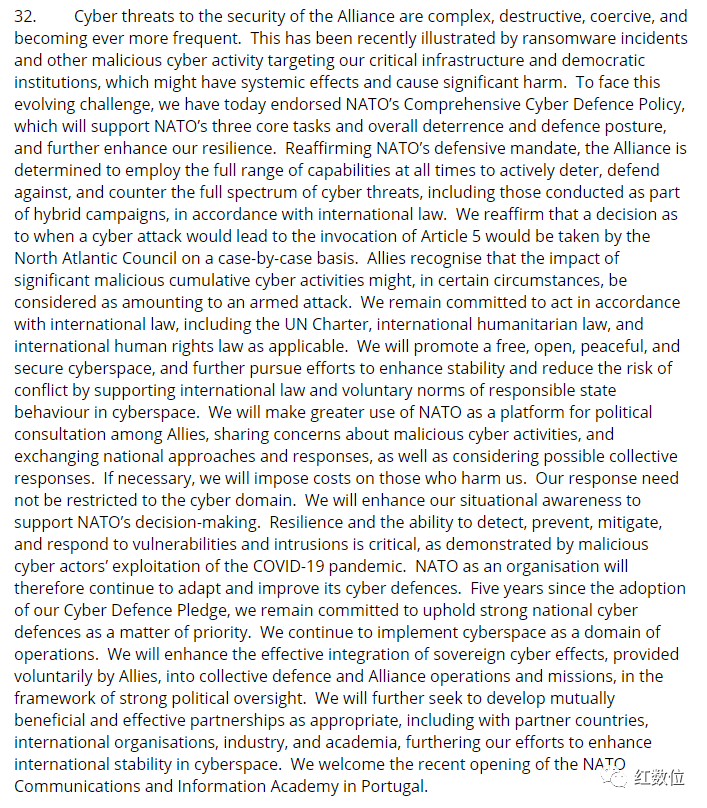 32. Cyber threats to the security of the Alliance are complex, destructive, coercive, and
becoming ever more frequent. This has been recently illustrated by ransomware incidents
and other malicious cyber activity targeting our critical infrastructure and democratic
institutions, which might have systemic effects and cause significant harm. To face this
evolving challenge, we have today endorsed NATO’s Comprehensive Cyber Defence Policy,
which will support NATO’s three core tasks and overall deterrence and defence posture,
and further enhance our resilience. Reaffirming NATO’s defensive mandate, the Alliance is
determined to employ the full range of capabilities at all times to actively deter, defend
against, and counter the full spectrum of cyber threats, including those conducted as part
of hybrid campaigns, in accordance with international law. We reaffirm that a decision as
to when a cyber attack would lead to the invocation of Article 5 would be taken by the
North Atlantic Council on a case-by-case basis. Allies recognise that the impact of
significant malicious cumulative cyber activities might, in certain circumstances, be
considered as amounting to an armed attack. We remain committed to act in accordance
with international law, including the UN Charter, international humanitarian law, and
international human rights law as applicable. We will promote a free, open, peaceful, and
secure cyberspace, and further pursue efforts to enhance stability and reduce the risk of
conflict by supporting international law and voluntary norms of responsible state
behaviour in cyberspace. We will make greater use of NATO as a platform for political
consultation among Allies, sharing concerns about malicious cyber activities, and
exchanging national approaches and responses, as well as considering possible collective
responses. If necessary, we will impose costs on those who harm us. Our response need
not be restricted to the cyber domain. We will enhance our situational awareness to
support NATO’s decision-making. Resilience and the ability to detect, prevent, mitigate,
and respond to vulnerabilities and intrusions is critical, as demonstrated by malicious
cyber actors’ exploitation of the COVID-19 pandemic. NATO as an organisation will
therefore continue to adapt and improve its cyber defences. Five years since the adoption
of our Cyber Defence Pledge, we remain committed to uphold strong national cyber
defences as a matter of priority. We continue to implement cyberspace as a domain of
operations. We will enhance the effective integration of sovereign cyber effects, provided
voluntarily by Allies, into collective defence and Alliance operations and missions, in the
framework of strong political oversight. We will further seek to develop mutually
beneficial and effective partnerships as appropriate, including with partner countries,
international organisations, industry, and academia, furthering our efforts to enhance
international stability in cyberspace. We welcome the recent opening of the NATO
Communications and Information Academy in Portugal.
红数位